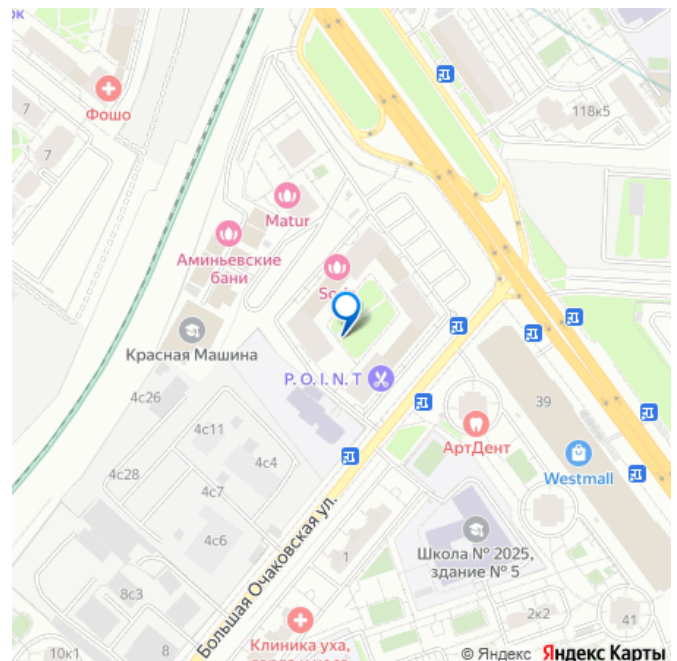 ок
Фошо
7
7
118к5
Matur
Аминьевские
бани
Красная Машина
P. O. I. N. T
4с26
4с11
4с4
4с28
4с7
4с6
8с3
10к1
8
1
39
АртДент
Westmall
Школа № 2025,
здание № 5
2к2
41
Большая Очаковская ул.
Клиника уха,
© Яндекс Яндекс Карты